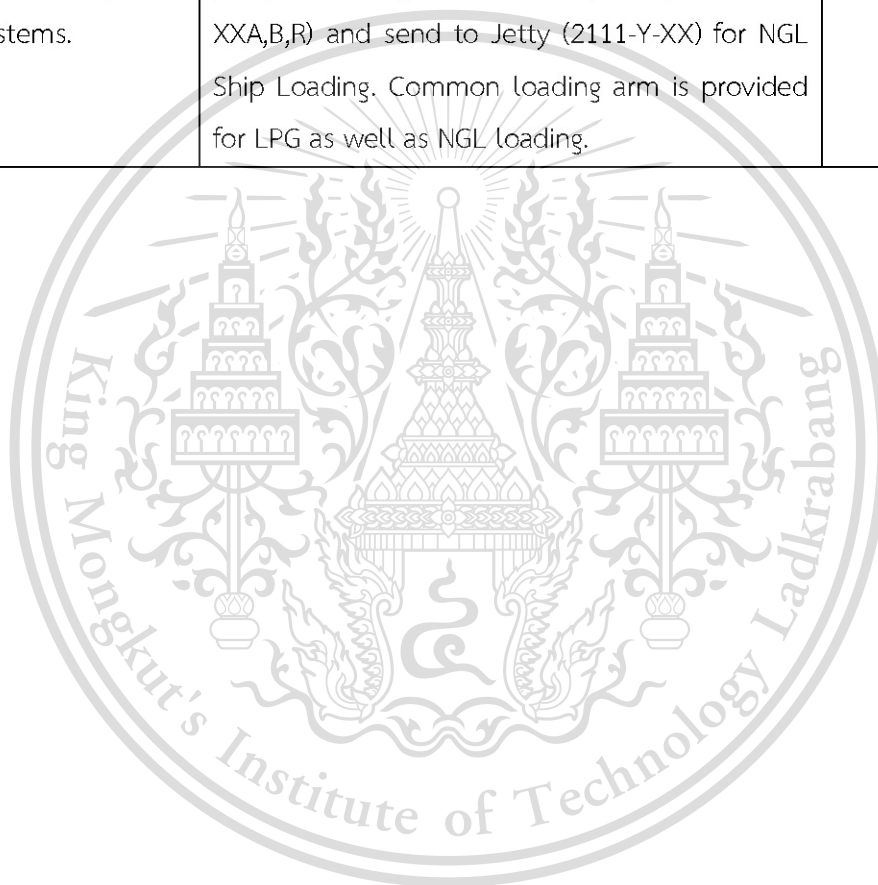 stems.
XXA,B,R) and send to Jetty (2111-Y-XX) for NGL
Ship Loading. Common loading arm is provided
for LPG as well as NGL loading.
King Mongkut's Institute of Technology Ladkrabang